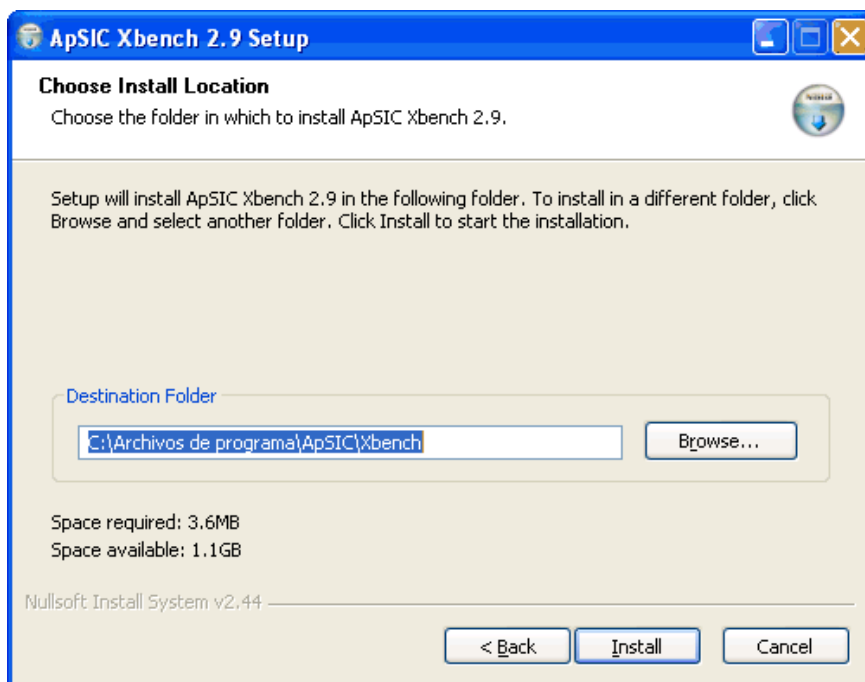 ApSIC Xbench 2.9 Setup
Choose Install Location
Choose the folder in which to install ApSIC Xbench 2.9.
Setup will install ApSIC Xbench 2.9 in the following folder. To install in a different folder, click
Browse and select another folder. Click Install to start the installation.
Destination Folder
C:\Archivos de programa\ApSIC\Xbench
Browse...
Space required: 3.6MB
Space available: 1.1GB
Nullsoft Install System v2.44
< Back
Install
Cancel